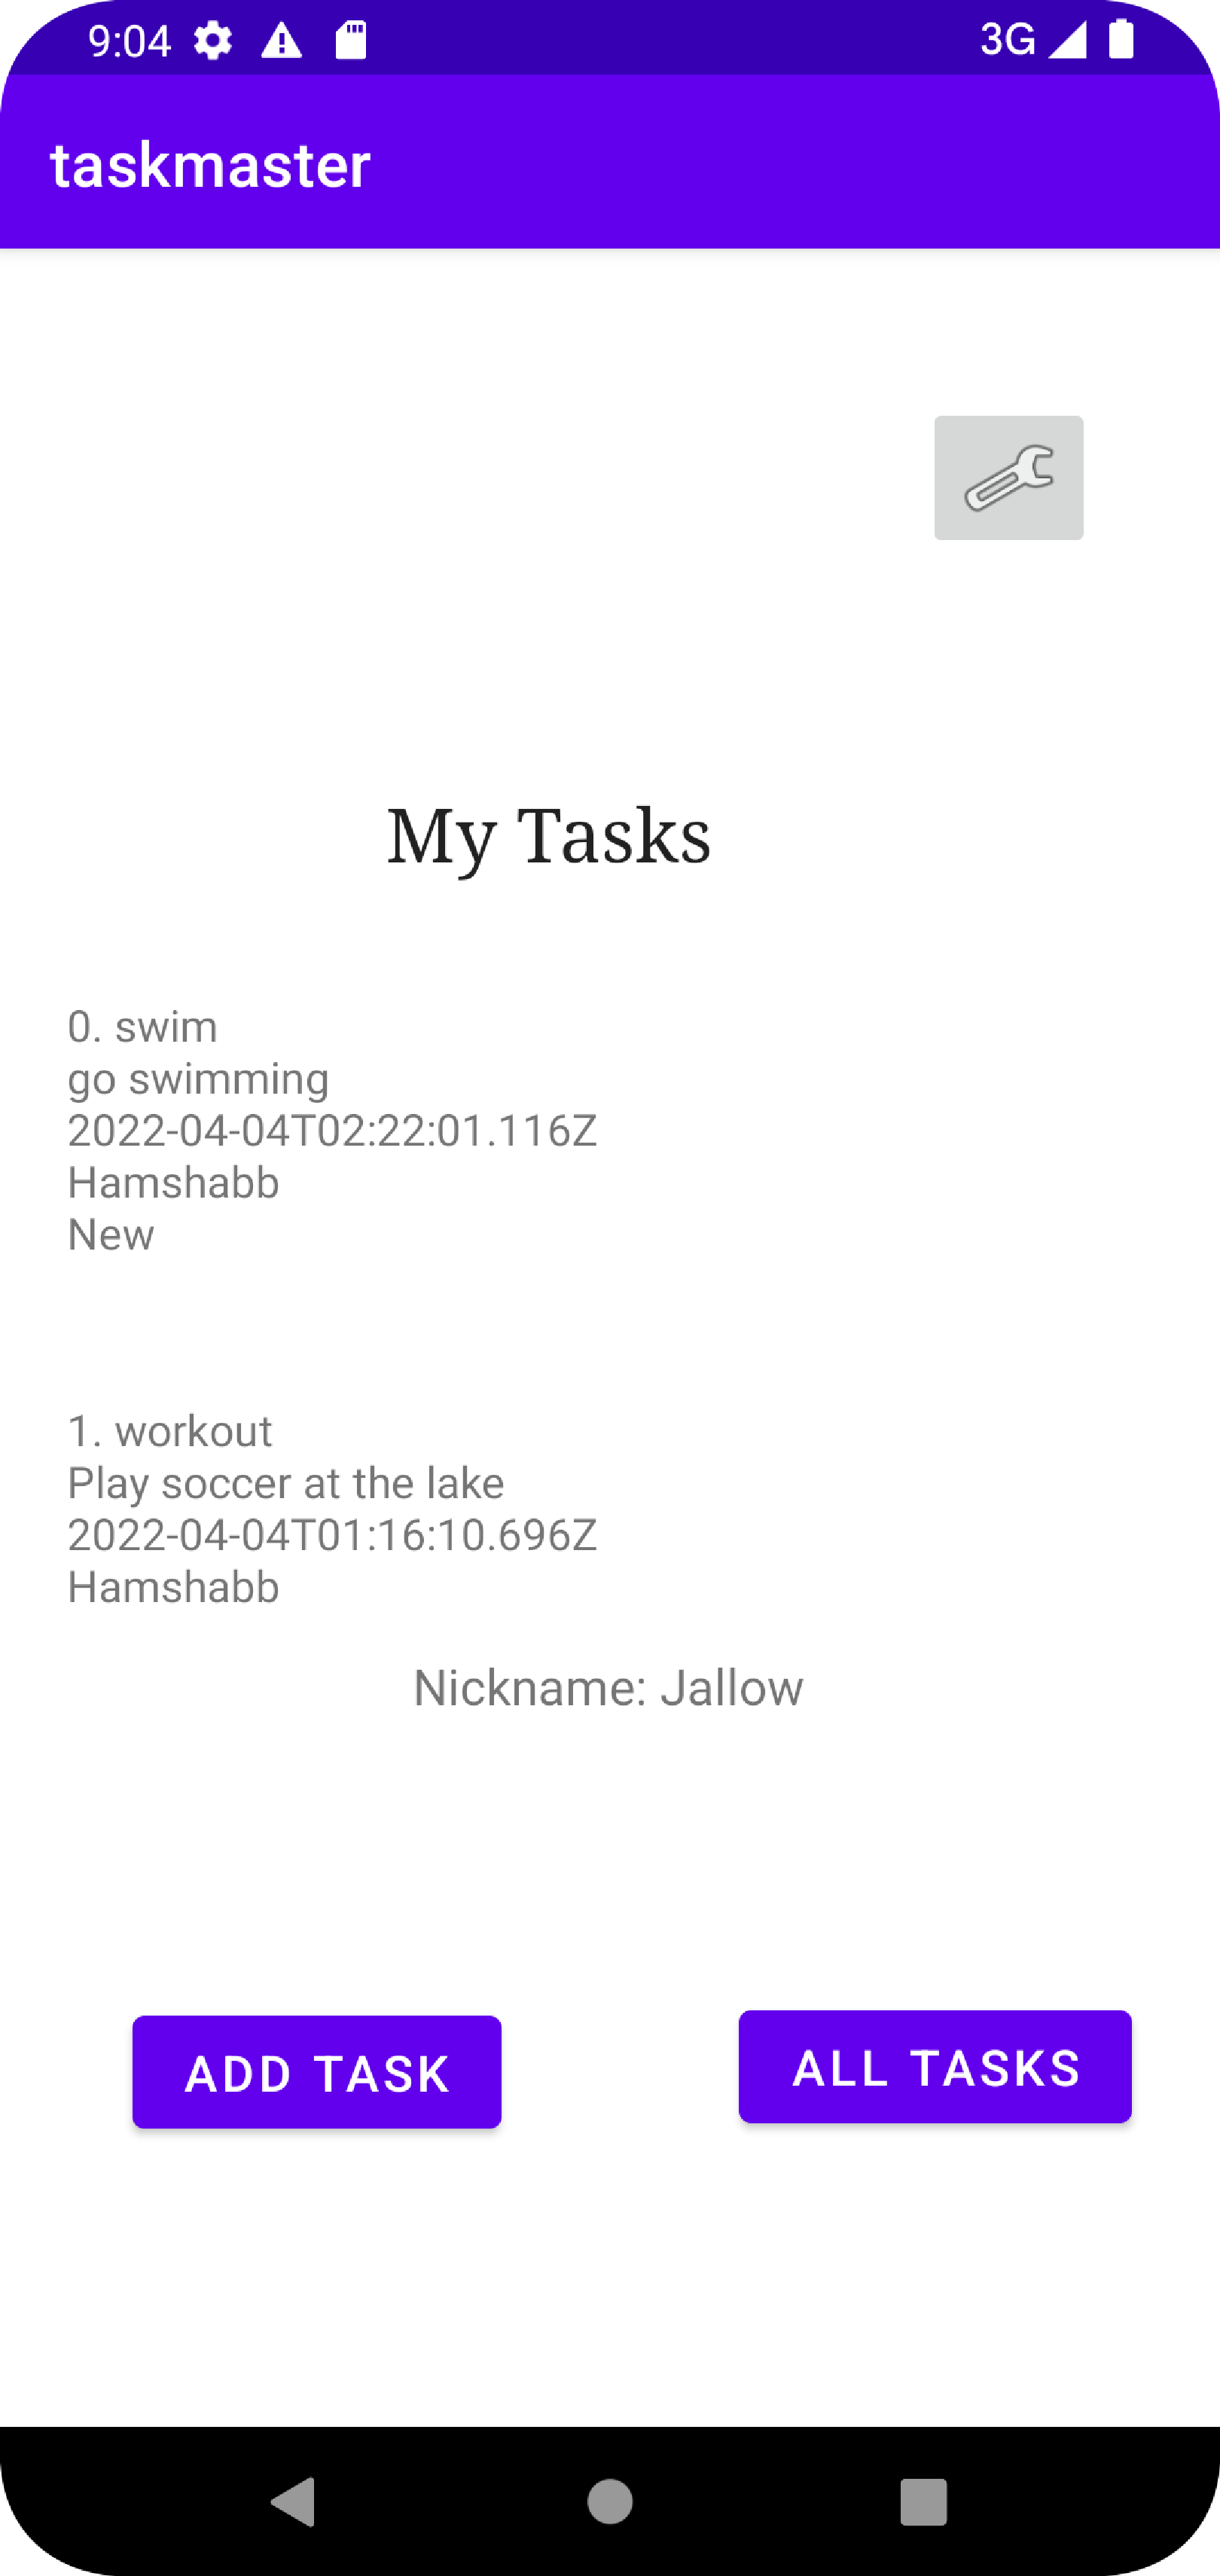 9:04 3G
taskmaster
My Tasks
0. swim
go swimming
2022-04-04T02:22:01.116Z
Hamshabb
New
1. workout
Play soccer at the lake
2022-04-04T01:16:10.696Z
Hamshabb
Nickname: Jallow
ADD TASK
ALL TASKS